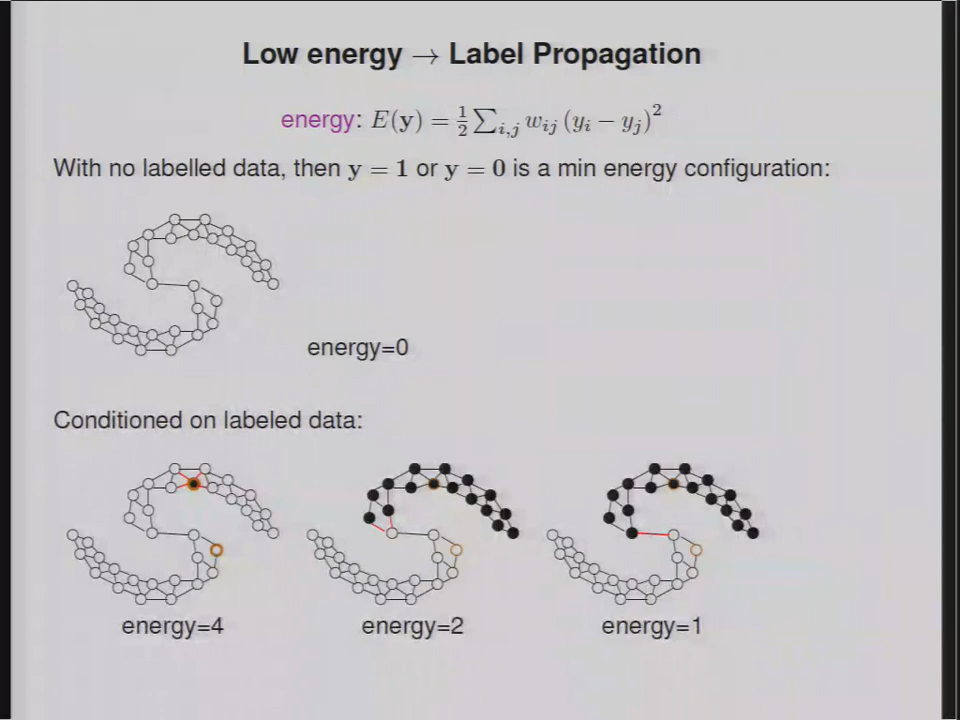 Low energy → Label Propagation
energy: E(y) = ½ ∑i,j wij (yi − yj)²
With no labelled data, then y = 1 or y = 0 is a min energy configuration:
energy=0
Conditioned on labeled data:
energy=4 energy=2 energy=1